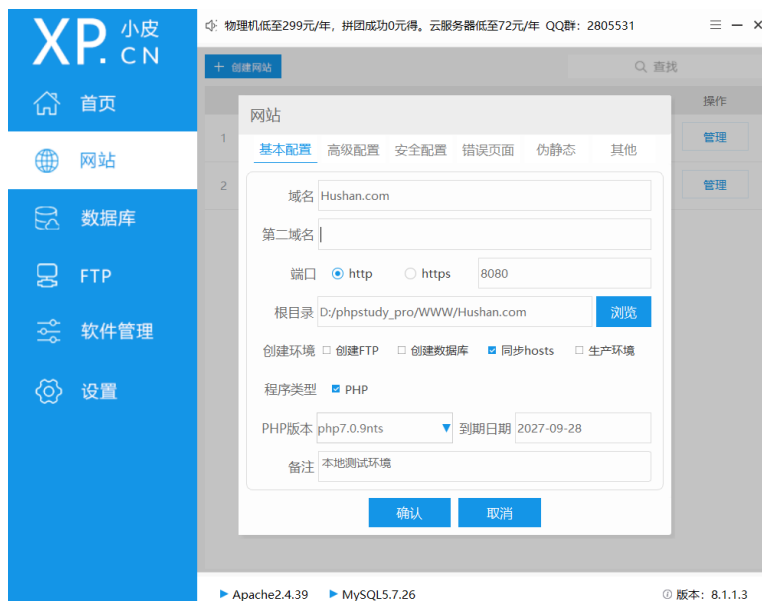 XP.CN 小皮
物理机低至299元/年，拼团成功0元得。云服务器低至72元/年 QQ群：2805531
首页
网站
数据库
FTP
软件管理
设置
+ 创建网站
查找
操作
1
管理
2
管理
网站
基本配置 高级配置 安全配置 错误页面 伪静态 其他
域名 Hushan.com
第二域名
端口 http https 8080
根目录 D:/phpstudy_pro/WWW/Hushan.com 浏览
创建环境 创建FTP 创建数据库 同步hosts 生产环境
程序类型 PHP
PHP版本 php7.0.9nts 到期日期 2027-09-28
备注 本地测试环境
确认 取消
Apache2.4.39 MySQL5.7.26 版本：8.1.1.3